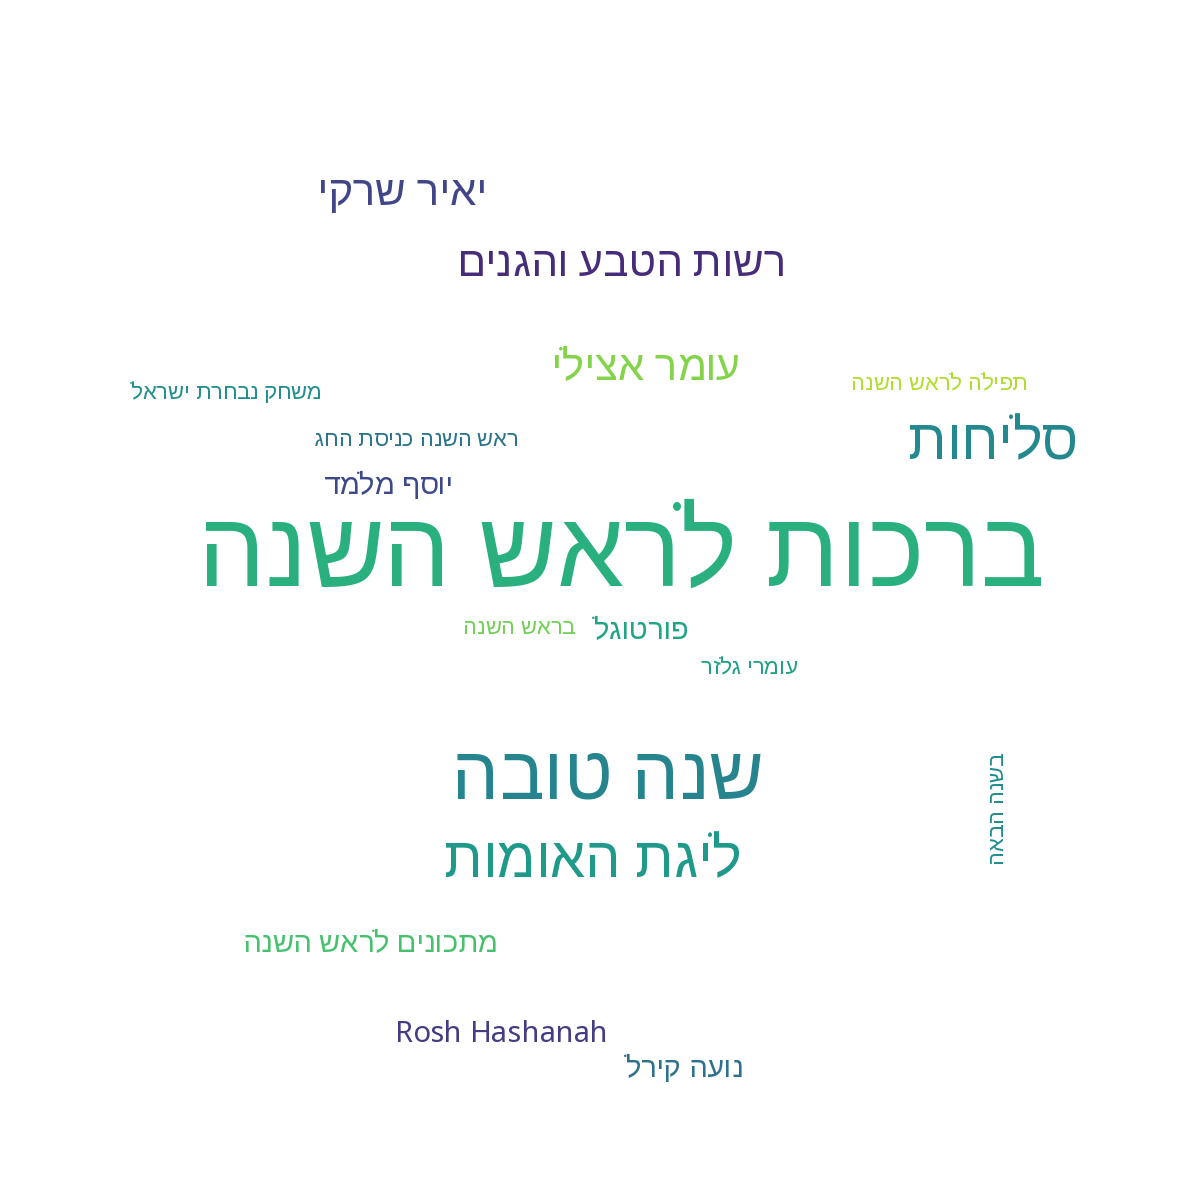 יאיר שרקי
רשות הטבע והגנים
עומר אצילי
תפילה לראש השנה
משחק נבחרת ישראל
סליחות
ראש השנה כניסת החג
יוסף מלמד
ברכות לראש השנה
פורטוגל
בראש השנה
עומרי גלזר
שנה טובה
בשנה הבאה
ליגת האומות
מתכונים לראש השנה
Rosh Hashanah
נועה קירל